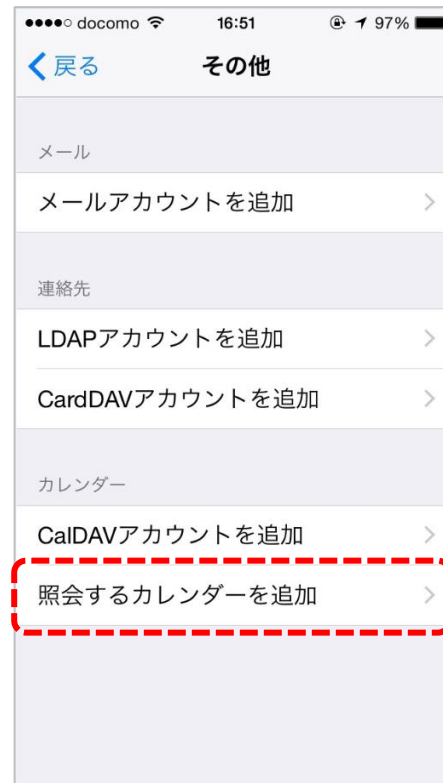 docomo 16:51 97%
戻る その他
メール
メールアカウントを追加
連絡先
LDAPアカウントを追加
CardDAVアカウントを追加
カレンダー
CalDAVアカウントを追加
照会するカレンダーを追加